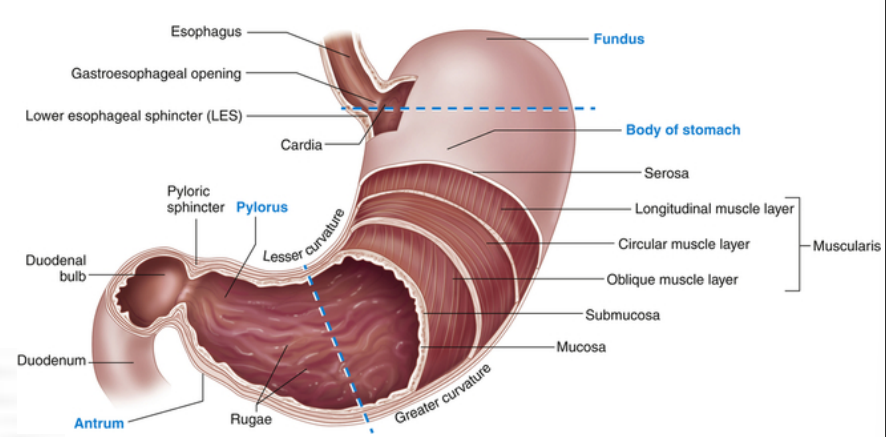 Esophagus
Fundus
Gastroesophageal opening
Lower esophageal sphincter (LES)
Body of stomach
Cardia
Serosa
Pyloric
sphincter
Pylorus
Longitudinal muscle layer
Lesser curvature
Circular muscle layer
Muscularis
Duodenal
bulb
Oblique muscle layer
Submucosa
Mucosa
Duodenum
Greater curvature
Rugae
Antrum